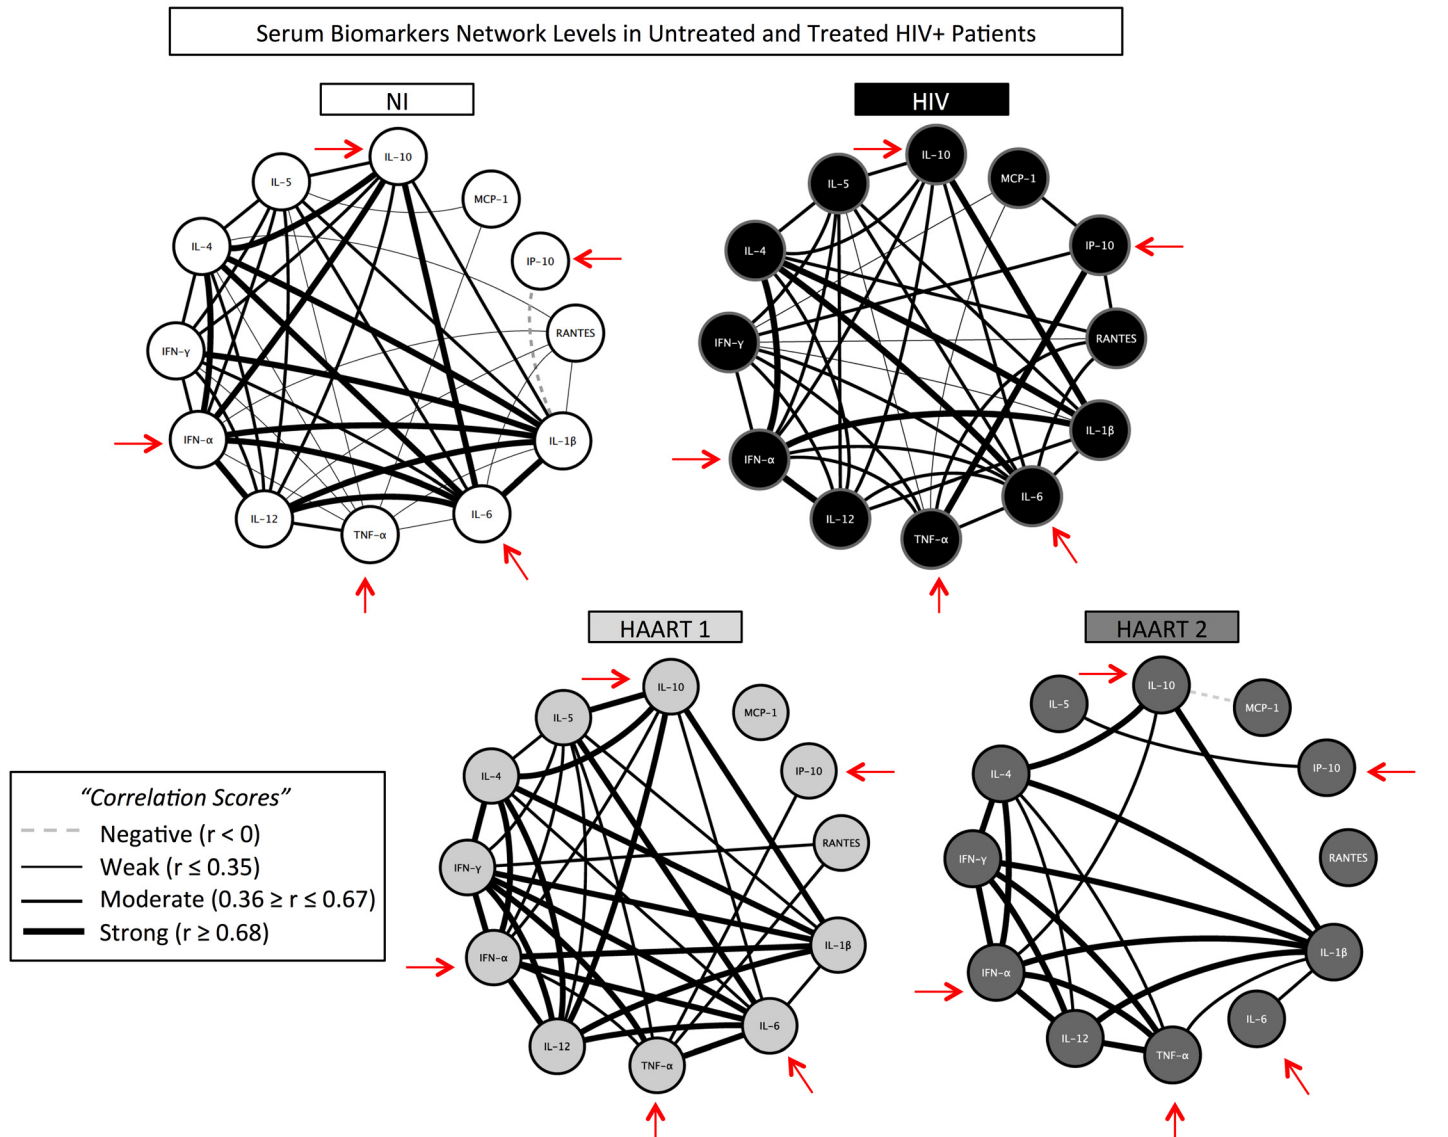 Serum Biomarkers Network Levels in Untreated and Treated HIV+ Patients
NI
IL-10
IL-5
MCP-1
IL-4
IP-10
RANTES
IFN-γ
IFN-α
IL-1β
IL-12
IL-6
TNF-α
HIV
IL-10
IL-5
MCP-1
IL-4
IP-10
RANTES
IFN-γ
IL-1β
IFN-α
IL-6
IL-12
TNF-α
HAART 1
IL-10
IL-5
MCP-1
IL-4
IP-10
RANTES
IFN-γ
IL-1β
IFN-α
IL-6
IL-12
TNF-α
HAART 2
IL-10
IL-5
MCP-1
IL-4
IP-10
IFN-γ
RANTES
IL-1β
IFN-α
IL-6
IL-12
TNF-α
"Correlation Scores"
Negative (r < 0)
Weak (r ≤ 0.35)
Moderate (0.36 ≥ r ≤ 0.67)
Strong (r ≥ 0.68)